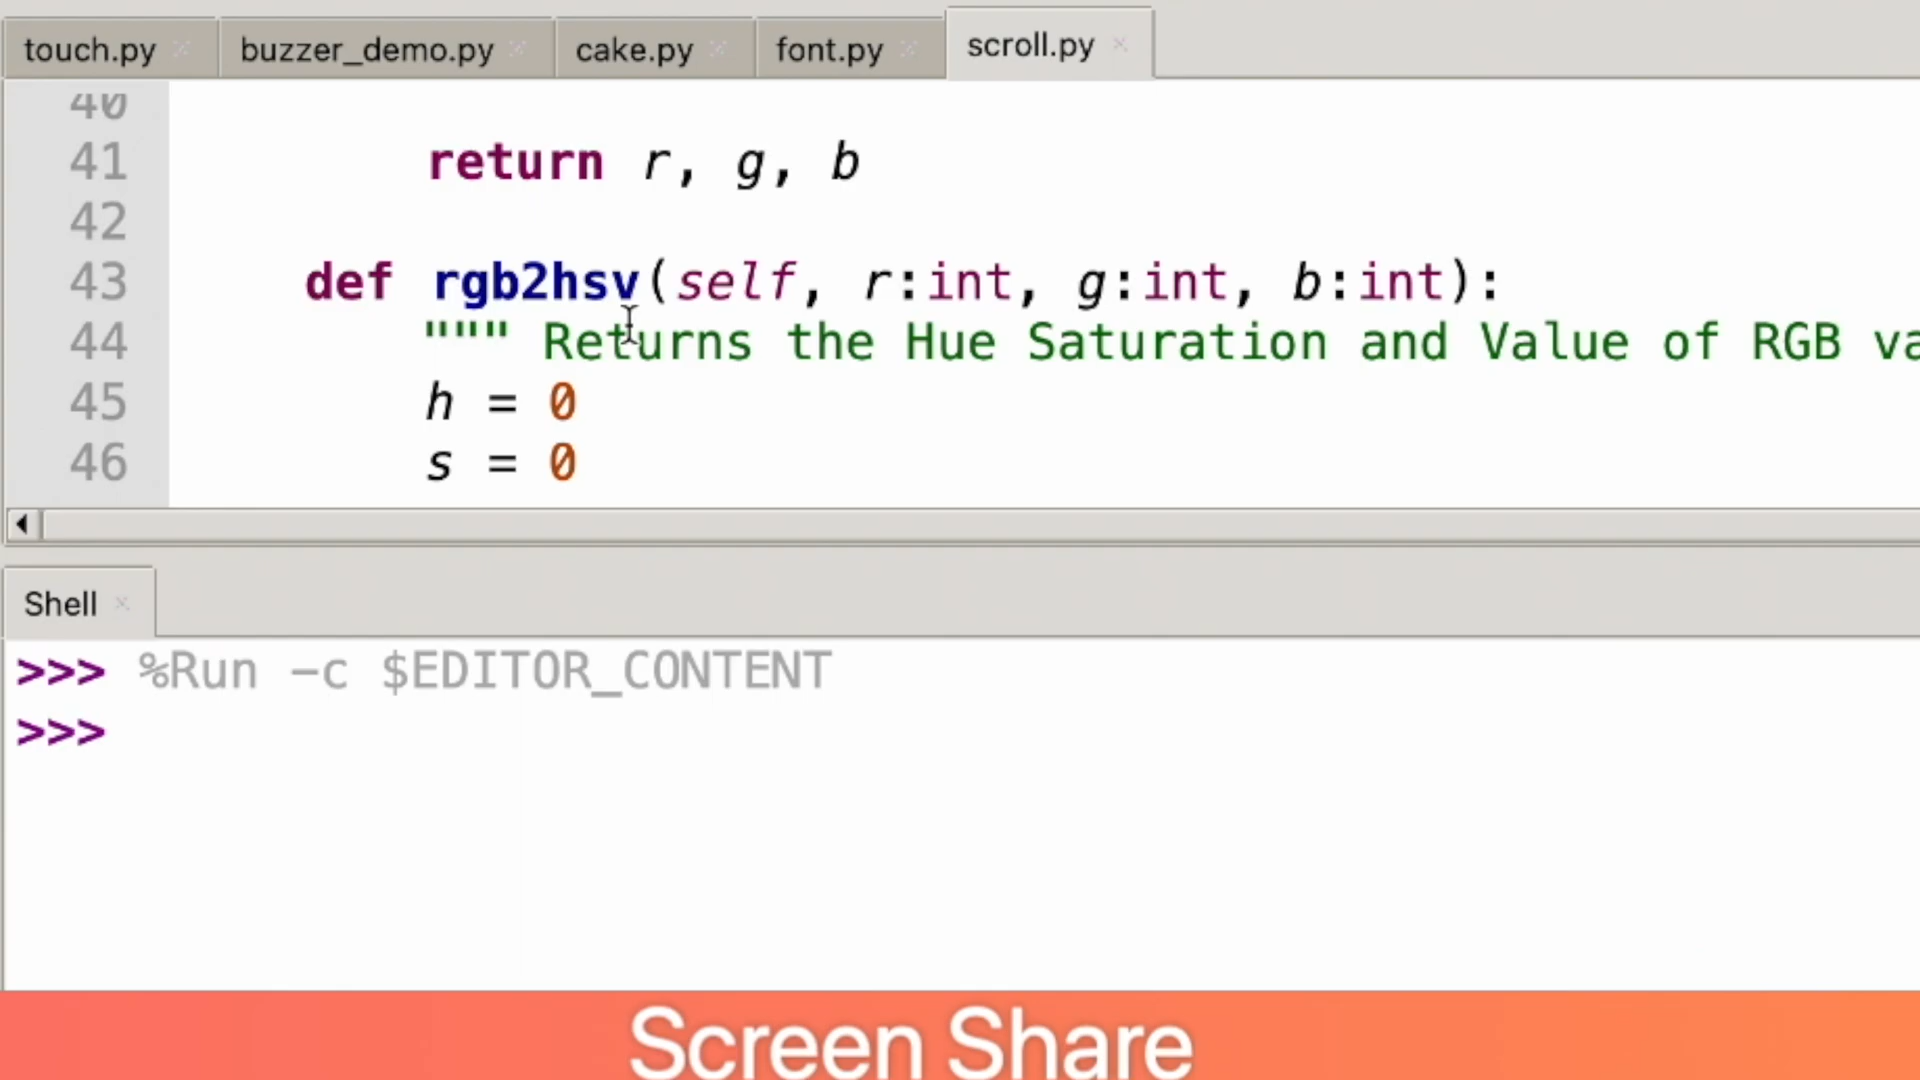 touch.py buzzer_demo.py cake.py font.py scroll.py
40
41 return r, g, b
42
43 def rgb2hsv(self, r:int, g:int, b:int):
44 """ Returns the Hue Saturation and Value of RGB va
45 h = 0
46 s = 0
Shell
>>> %Run -c $EDITOR_CONTENT
>>>
Screen Share